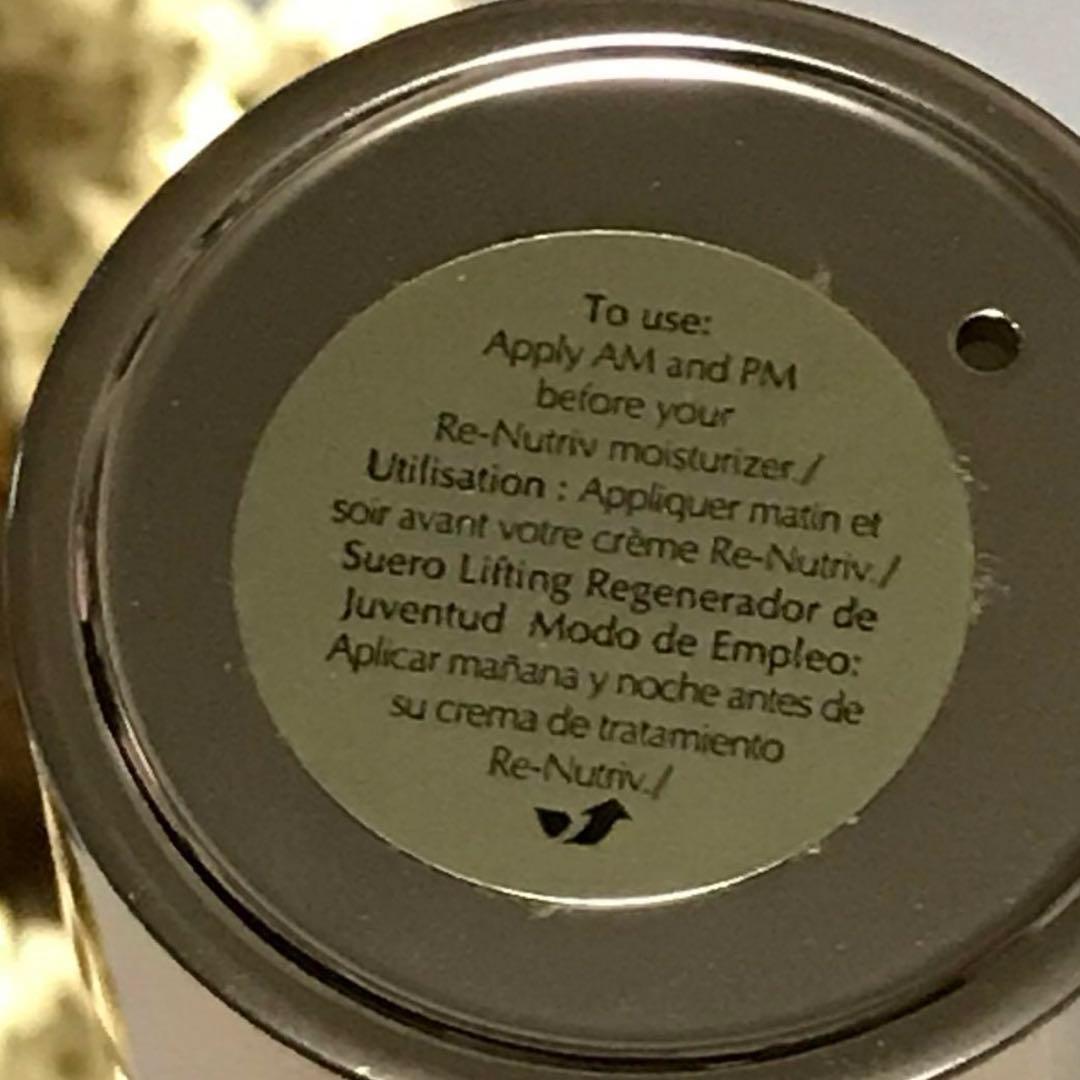 To use:
Apply AM and PM
before your
Re-Nutriv moisturizer./
Utilisation : Appliquer matin et
soir avant votre crème Re-Nutriv./
Suero Lifting Regenerador de
Juventud Modo de Empleo:
Aplicar mañana y noche antes de
su crema de tratamiento
Re-Nutriv./